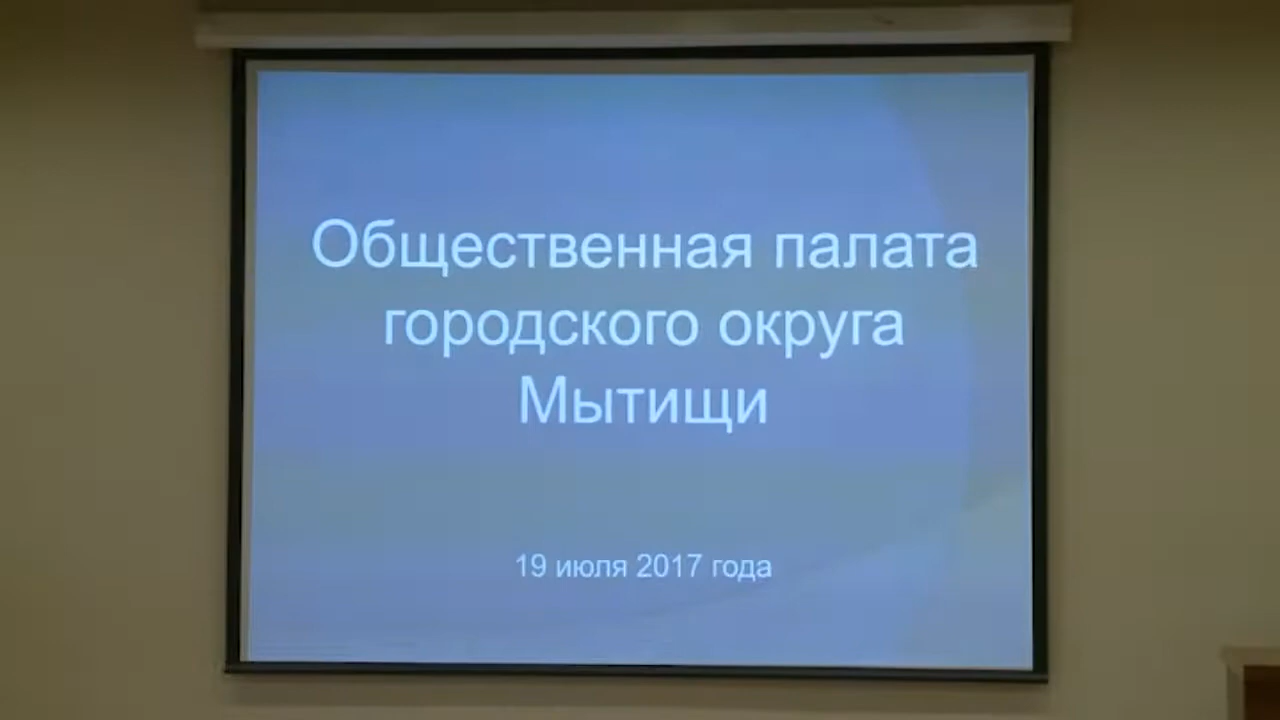 Общественная палата
городского округа
Мытищи
19 июля 2017 года